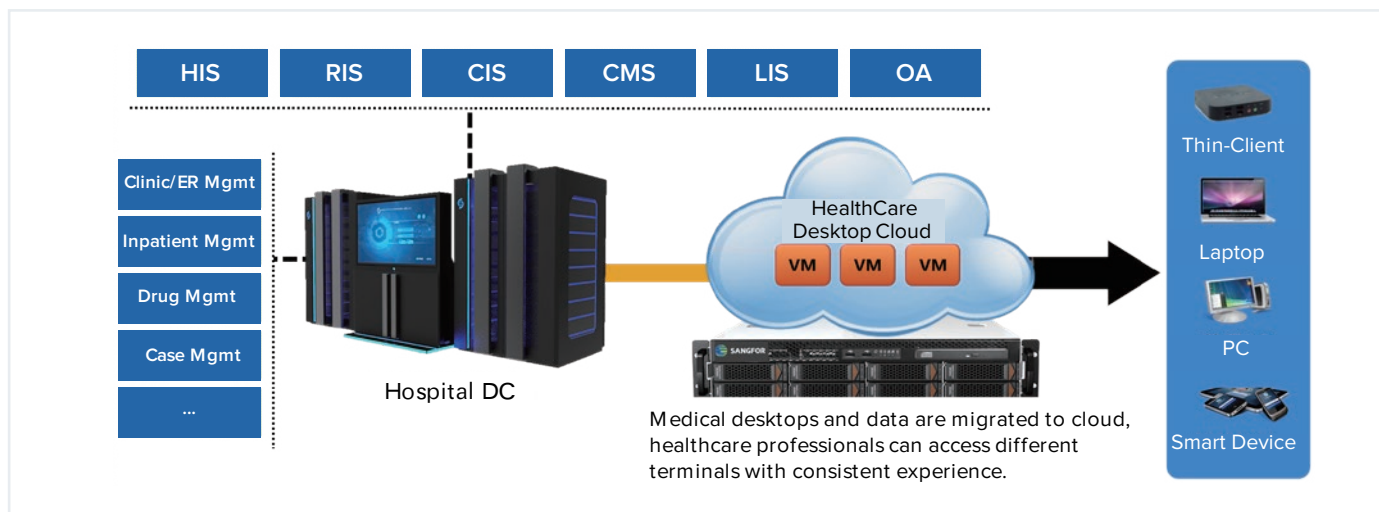 HIS
RIS
CIS
CMS
LIS
OA
Clinic/ER Mgmt
Inpatient Mgmt
Drug Mgmt
Case Mgmt
...
Hospital DC
HealthCare
Desktop Cloud
VM
VM
VM
SANGFOR
Medical desktops and data are migrated to cloud,
healthcare professionals can access different
terminals with consistent experience.
Thin-Client
Laptop
PC
Smart Device